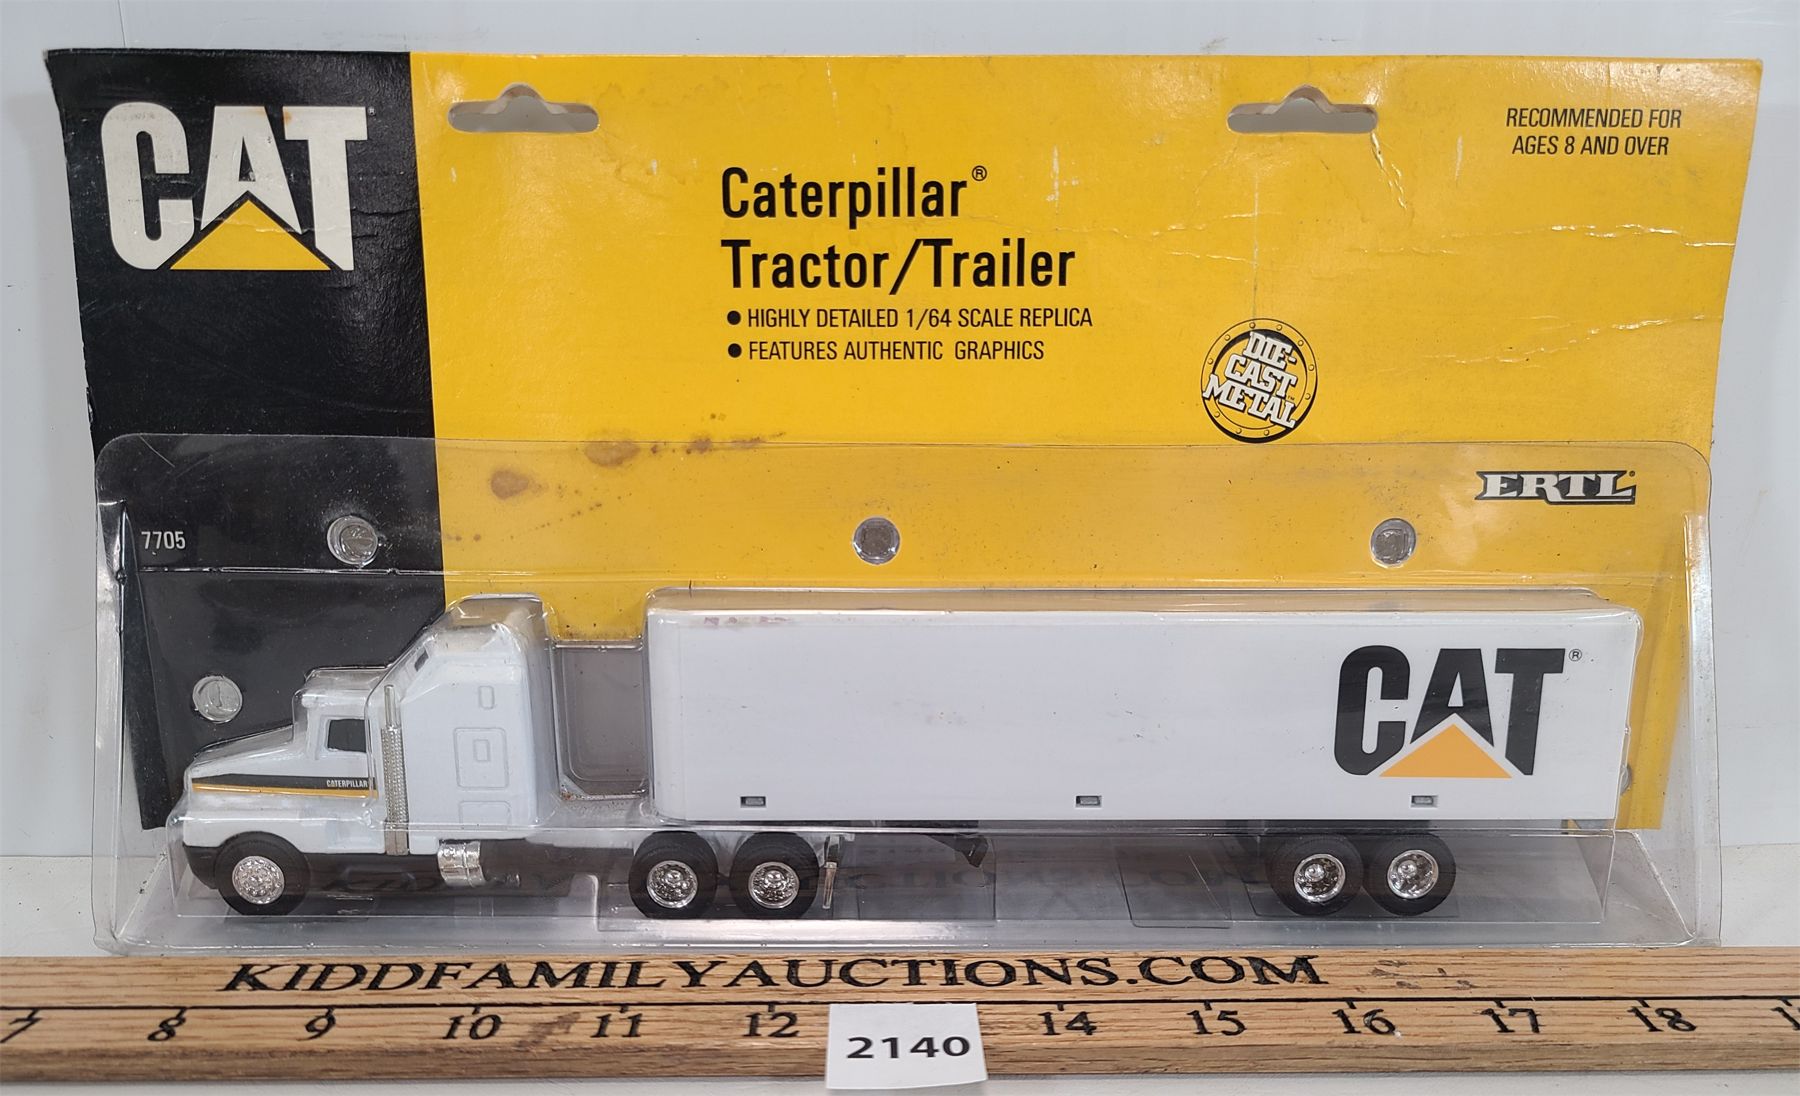 CAT
RECOMMENDED FOR
AGES 8 AND OVER
Caterpillar®
Tractor/Trailer
● HIGHLY DETAILED 1/64 SCALE REPLICA
● FEATURES AUTHENTIC GRAPHICS
DIE-
CAST
METAL™
ERTL®
7705
CAT®
CATERPILLAR
KIDDFAMILYAUCTIONS.COM
7 8 9 10 11 12 14 15 16 17 18
2140